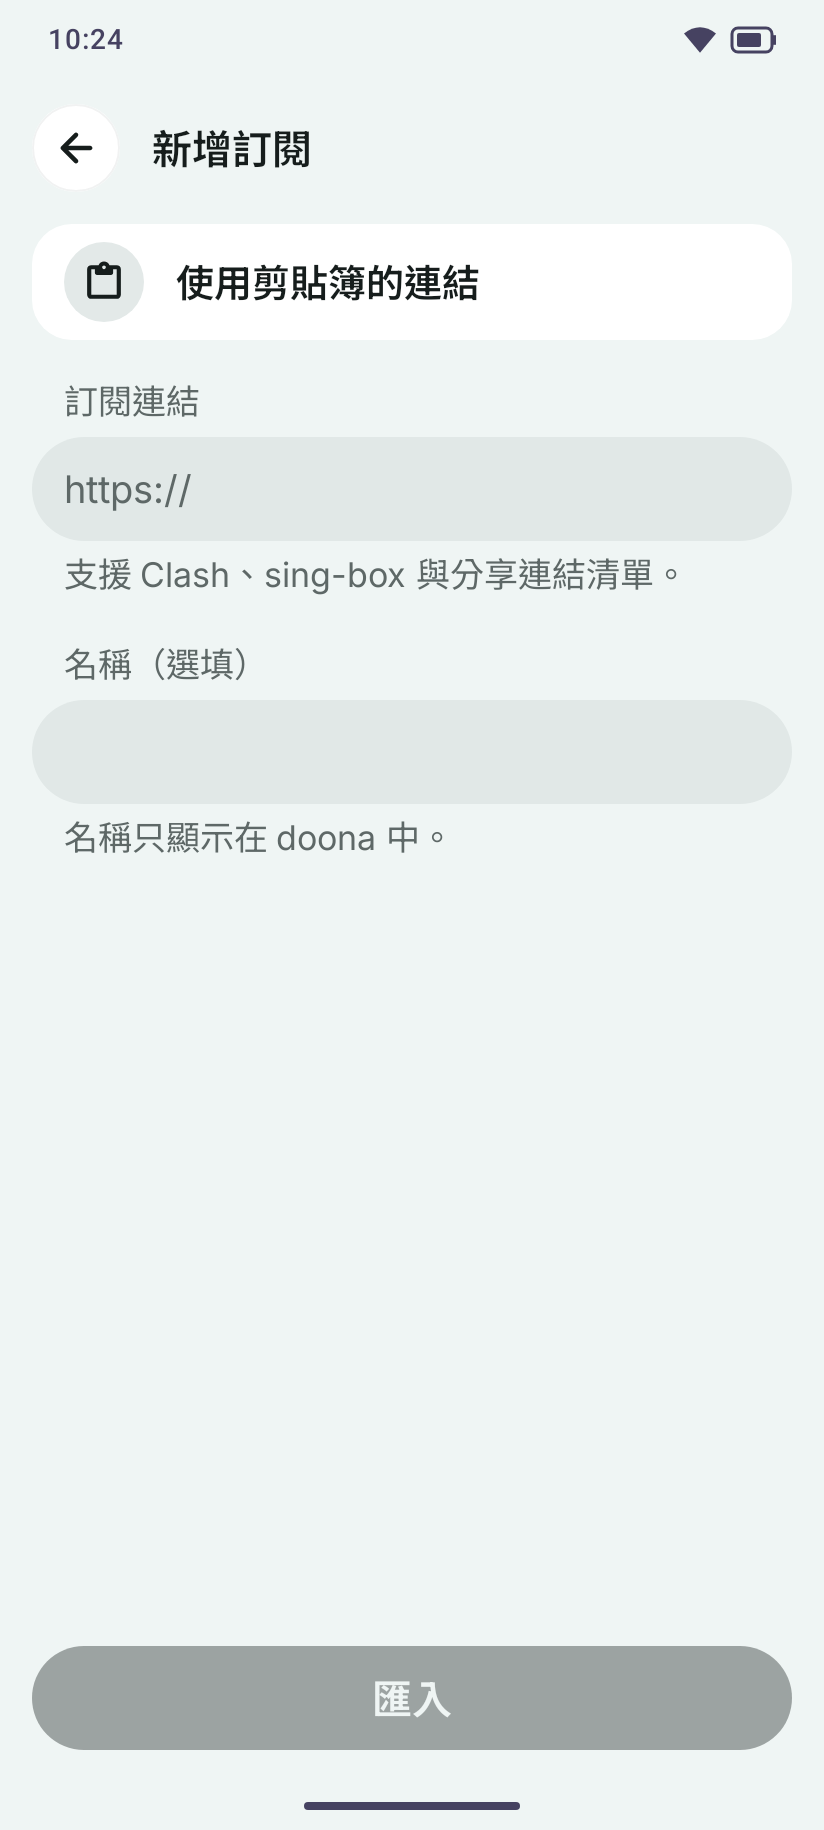 10:24
新增訂閱
使用剪貼簿的連結
訂閱連結
https://
支援 Clash、sing-box 與分享連結清單。
名稱（選填）
名稱只顯示在 doona 中。
匯入